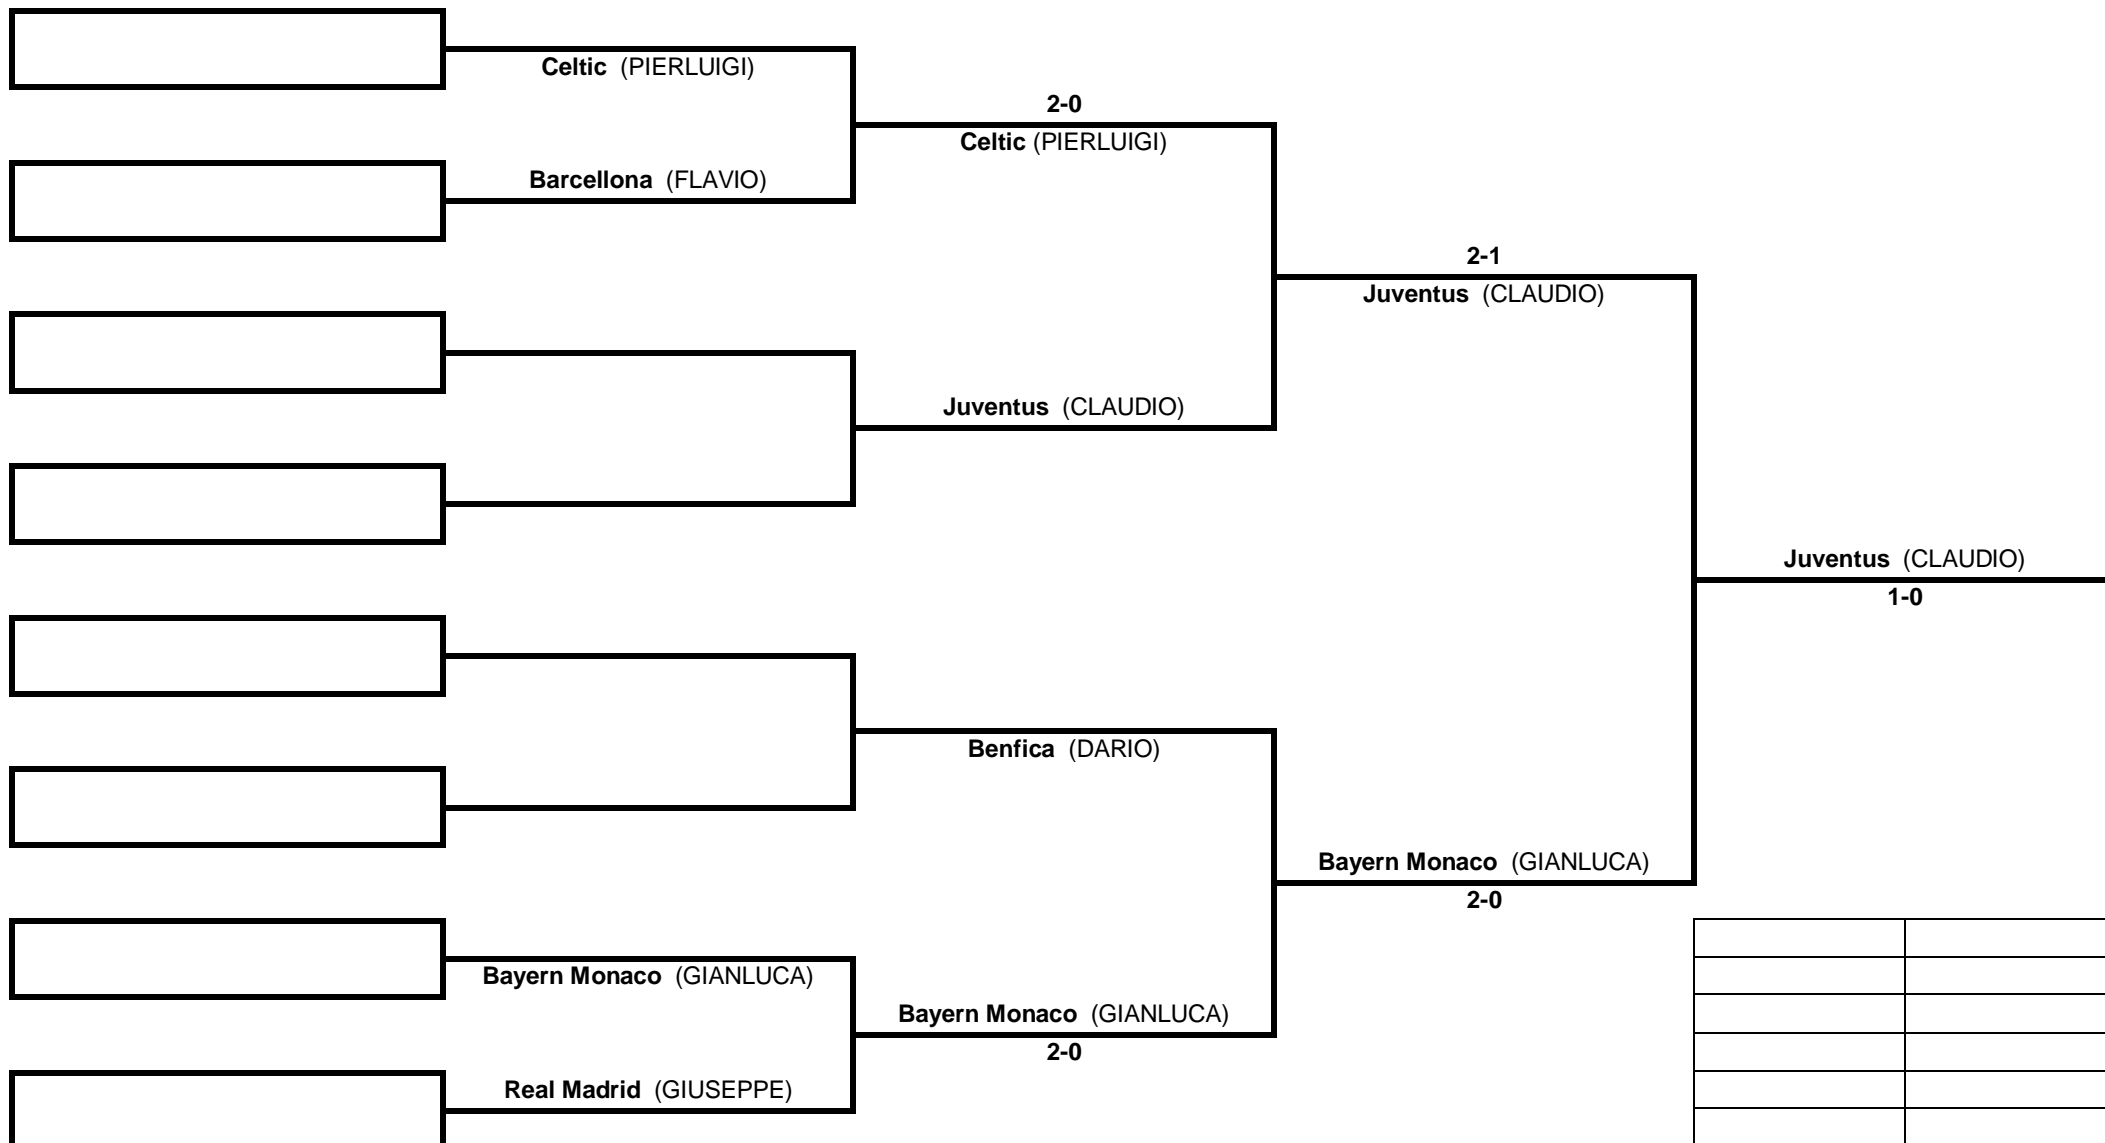 Celtic (PIERLUIGI)
2-0
Celtic (PIERLUIGI)
Barcellona (FLAVIO)
2-1
Juventus (CLAUDIO)
Juventus (CLAUDIO)
Juventus (CLAUDIO)
1-0
Benfica (DARIO)
Bayern Monaco (GIANLUCA)
2-0
Bayern Monaco (GIANLUCA)
Bayern Monaco (GIANLUCA)
2-0
Real Madrid (GIUSEPPE)